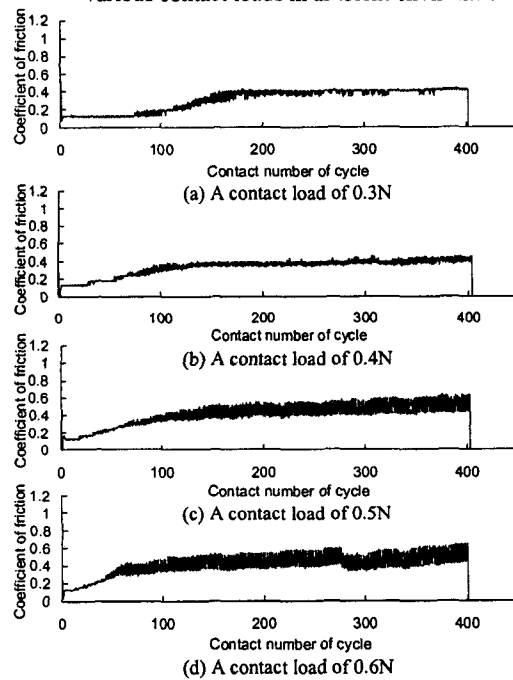 various contact loads in
Coefficient of friction
1.2
1
0.8
0.6
0.4
0.2
0
0 100 200 300 400
Contact number of cycle
(a) A contact load of 0.3N
Coefficient of friction
1.2
1
0.8
0.6
0.4
0.2
0
0 100 200 300 400
Contact number of cycle
(b) A contact load of 0.4N
Coefficient of friction
1.2
1
0.8
0.6
0.4
0.2
0
0 100 200 300 400
Contact number of cycle
(c) A contact load of 0.5N
Coefficient of friction
1.2
1
0.8
0.6
0.4
0.2
0
0 100 200 300 400
Contact number of cycle
(d) A contact load of 0.6N